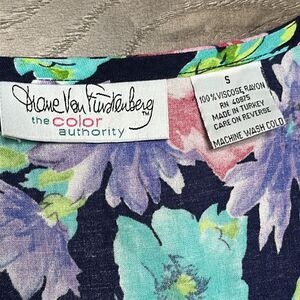 Diane Von Furstenberg™
the color
authority
S
100% VISCOSE RAYON
RN 40875
MADE IN TURKEY
CARE ON REVERSE
MACHINE WASH COLD